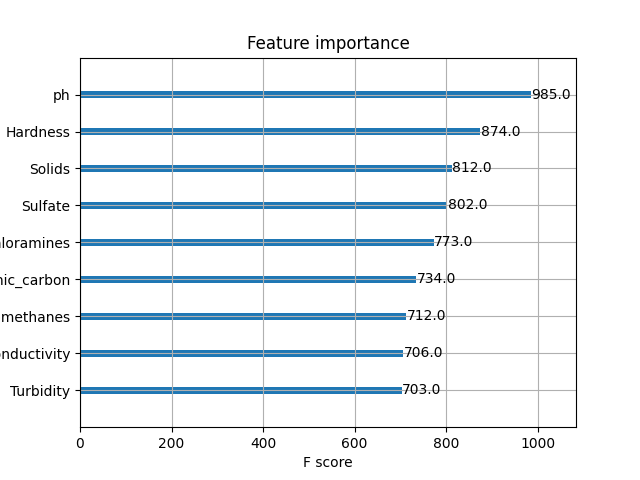 Feature importance
ph 985.0
Hardness 874.0
Solids 812.0
Sulfate 802.0
loramines 773.0
nic_carbon 734.0
methanes 712.0
onductivity 706.0
Turbidity 703.0
0 200 400 600 800 1000
F score